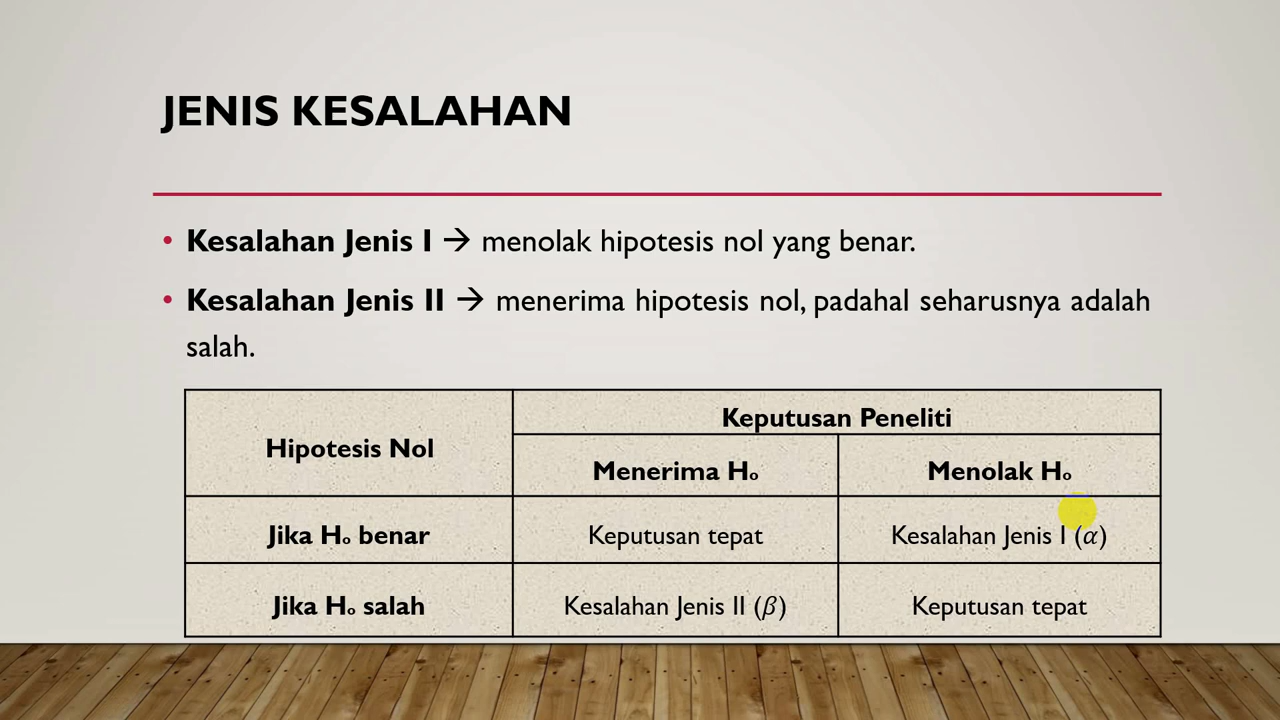 JENIS KESALAHAN
• Kesalahan Jenis I → menolak hipotesis nol yang benar.
• Kesalahan Jenis II → menerima hipotesis nol, padahal seharusnya adalah
salah.
Hipotesis Nol
Keputusan Peneliti
Menerima H₀
Menolak H₀
Jika H₀ benar
Keputusan tepat
Kesalahan Jenis I (α)
Jika H₀ salah
Kesalahan Jenis II (β)
Keputusan tepat